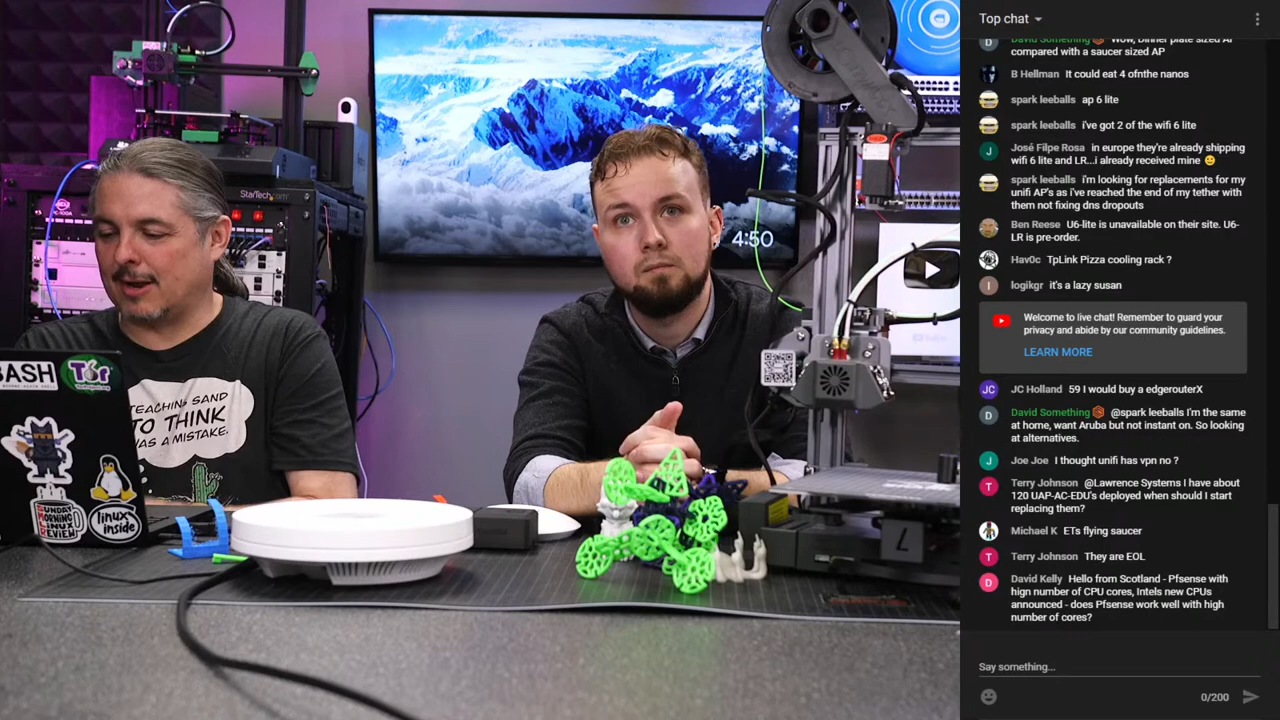 StarTech.com
4:50
BASH
Tor
TEACHING SAND
TO THINK
WAS A MISTAKE.
SUNDAY
MORNING
LINUX
REVIEW
linux
inside
L
Top chat
David Something Wow, Dinner plate sized AP
compared with a saucer sized AP
B Hellman It could eat 4 ofnthe nanos
spark leeballs ap 6 lite
spark leeballs i've got 2 of the wifi 6 lite
José Filpe Rosa in europe they're already shipping
wifi 6 lite and LR...i already received mine
spark leeballs i'm looking for replacements for my
unifi AP's as i've reached the end of my tether with
them not fixing dns dropouts
Ben Reese U6-lite is unavailable on their site. U6-
LR is pre-order.
Hav0c TpLink Pizza cooling rack ?
logikgr it's a lazy susan
Welcome to live chat! Remember to guard your
privacy and abide by our community guidelines.
LEARN MORE
JC Holland 59 I would buy a edgerouterX
David Something @spark leeballs I'm the same
at home, want Aruba but not instant on. So looking
at alternatives.
Joe Joe I thought unifi has vpn no ?
Terry Johnson @Lawrence Systems I have about
120 UAP-AC-EDU's deployed when should I start
replacing them?
Michael K ETs flying saucer
Terry Johnson They are EOL
David Kelly Hello from Scotland - Pfsense with
hign number of CPU cores, Intels new CPUs
announced - does Pfsense work well with high
number of cores?
Say something...
0/200